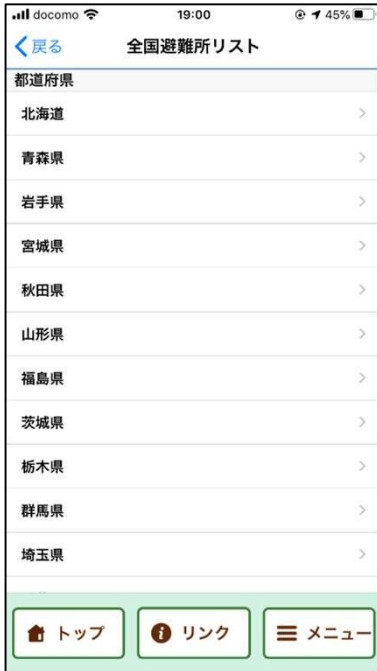 docomo 19:00 45%
戻る 全国避難所リスト
都道府県
北海道
青森県
岩手県
宮城県
秋田県
山形県
福島県
茨城県
栃木県
群馬県
埼玉県
トップ リンク メニュー